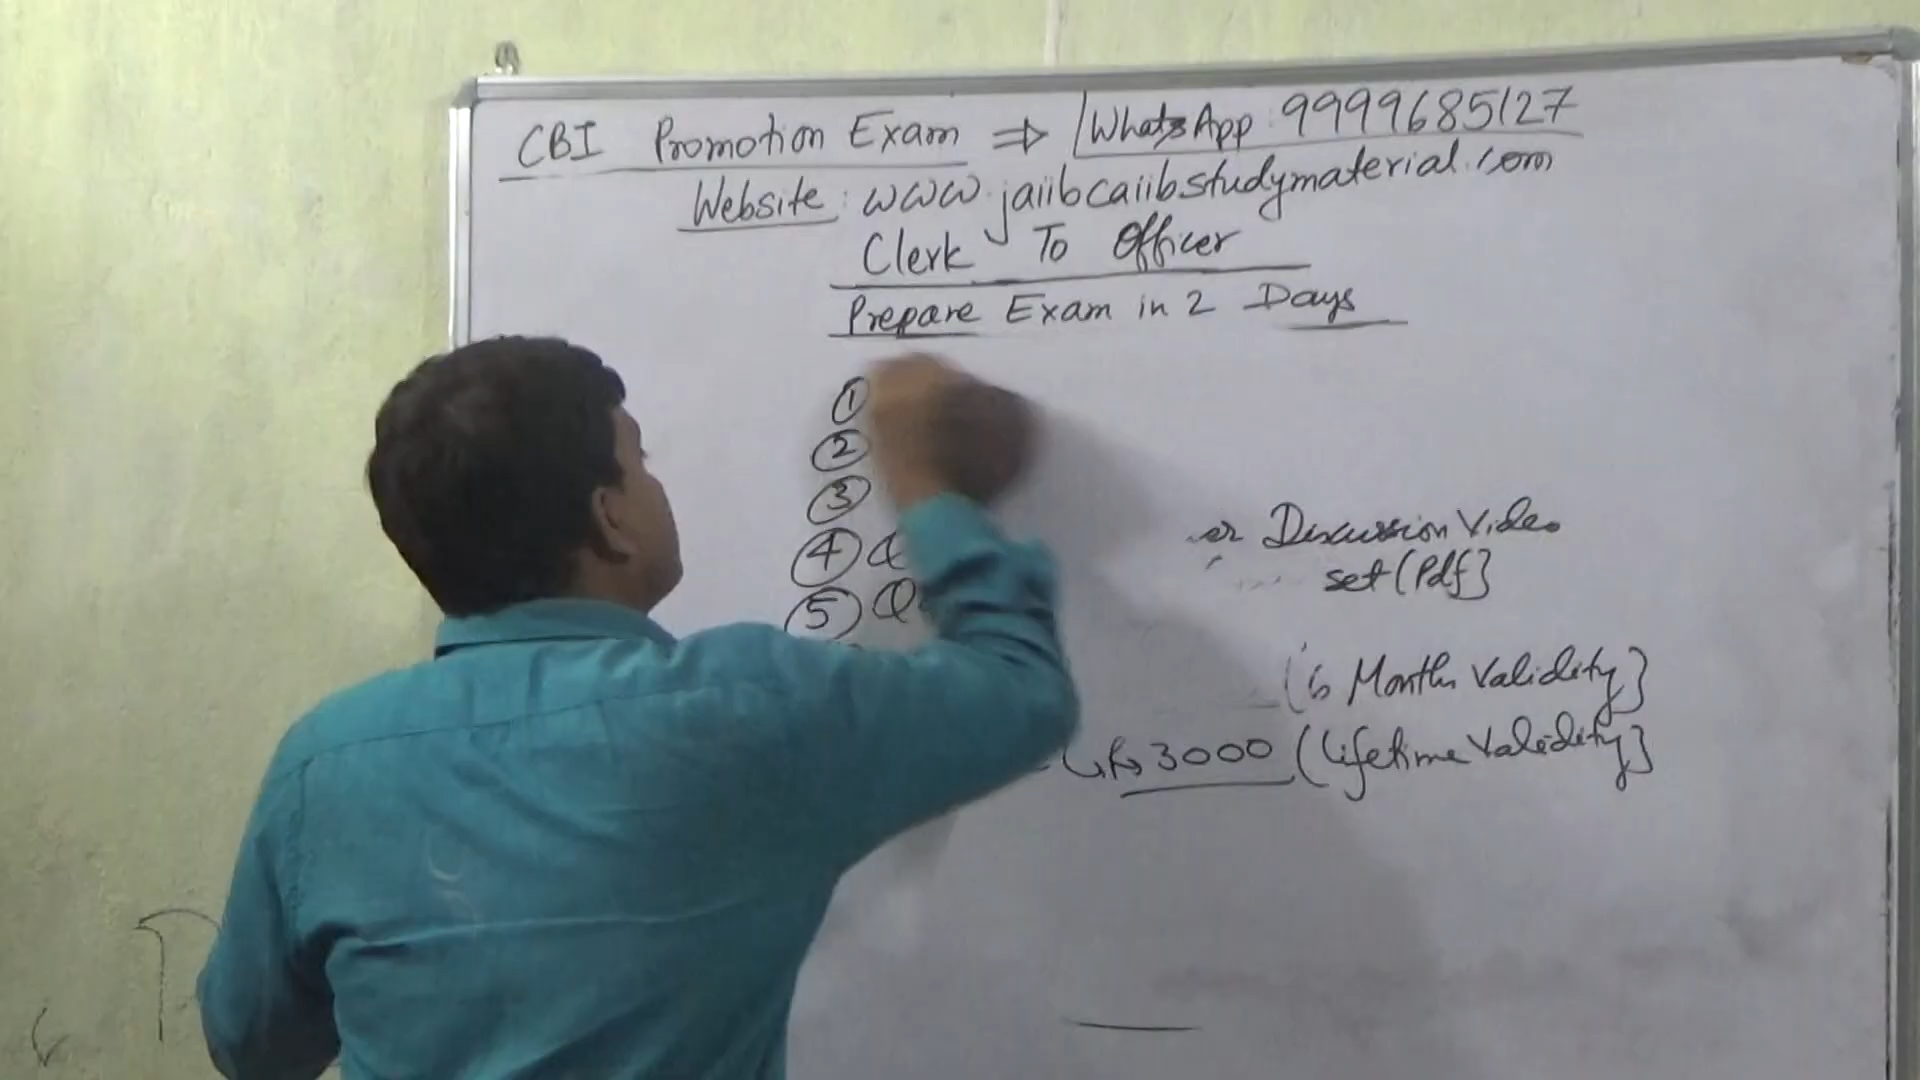 CBI Promotion Exam ⇒ WhatsApp: 9999685127
Website: www.jaiibcaiibstudymaterial.com
Clerk To Officer
Prepare Exam in 2 Days
①
②
③
④ Discussion Video
⑤ set (Pdf)
(6 Months Validity)
Rs 3000 (Lifetime Validity)